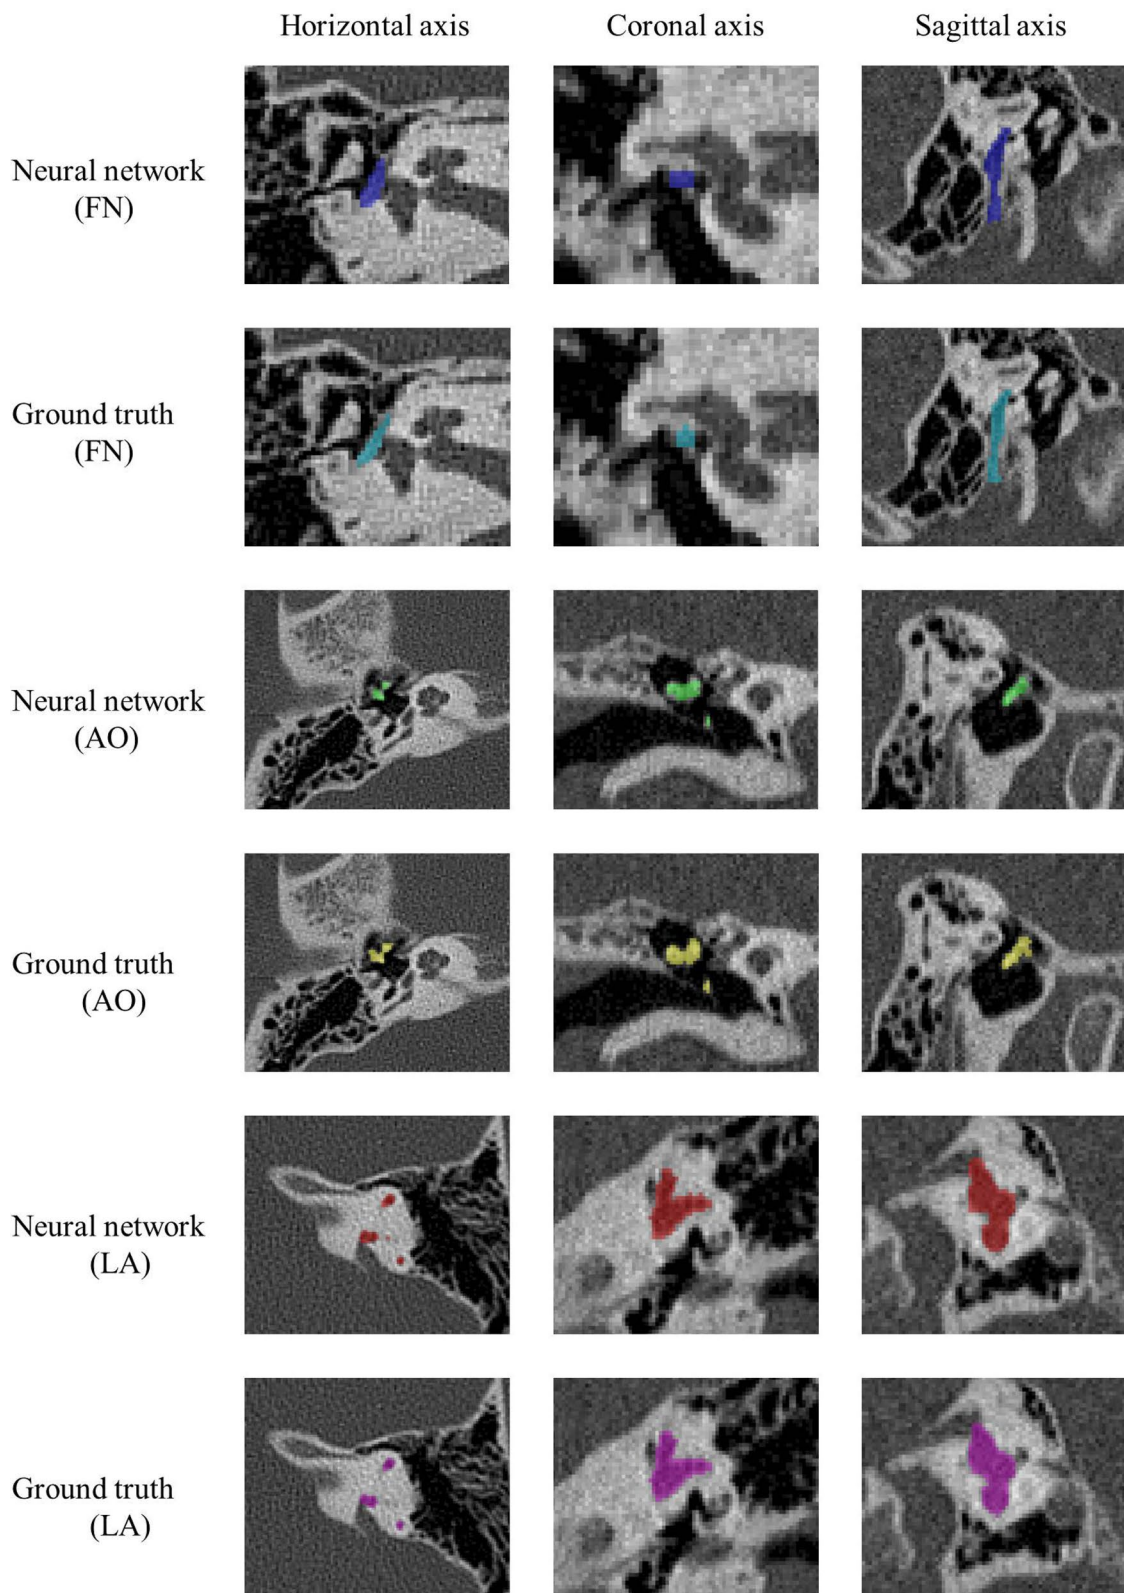 Horizontal axis Coronal axis Sagittal axis
Neural network
(FN)
Ground truth
(FN)
Neural network
(AO)
Ground truth
(AO)
Neural network
(LA)
Ground truth
(LA)